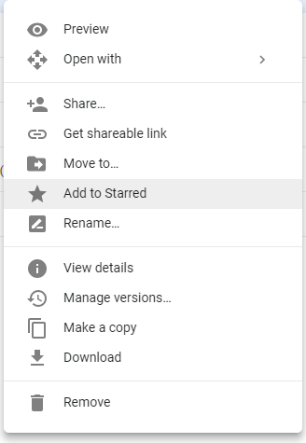 Preview
Open with
Share...
Get shareable link
Move to...
Add to Starred
Rename...
View details
Manage versions...
Make a copy
Download
Remove